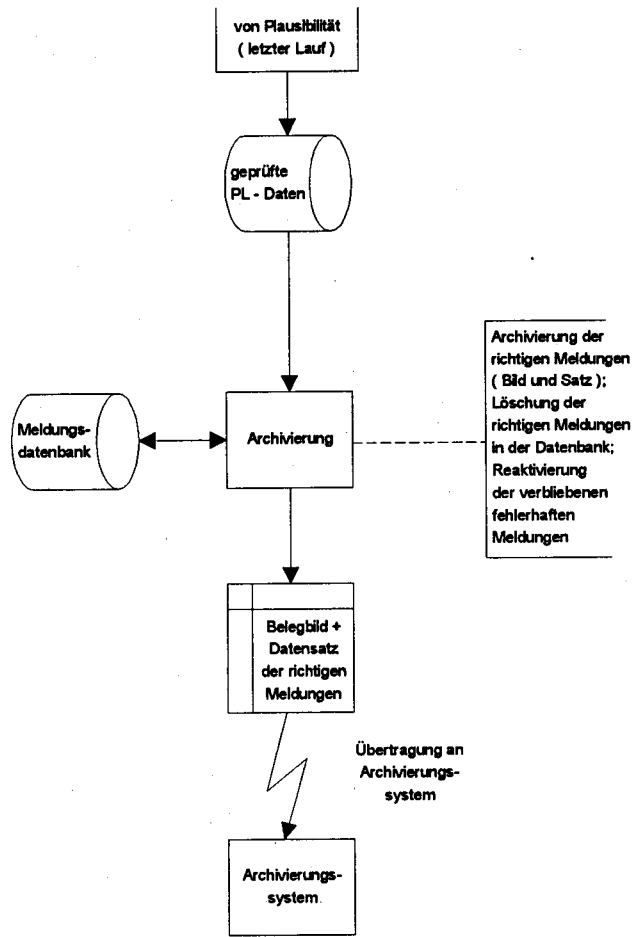 von Plausibilität
( letzter Lauf )
geprüfte
PL - Daten
Archivierung der
richtigen Meldungen
( Bild und Satz );
Löschung der
richtigen Meldungen
in der Datenbank;
Reaktivierung
der verbliebenen
fehlerhaften
Meldungen
Meldungs-
datenbank
Archivierung
Belegbild +
Datensatz
der richtigen
Meldungen
Übertragung an
Archivierungs-
system
Archivierungs-
system